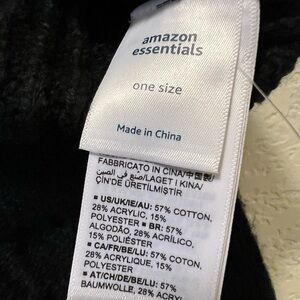 amazon
essentials
one size
Made in China
FABBRICATO IN CINA/中国
صنع في الصين/LAGET I KINA/
ÇİN'DE ÜRETİLMİŞTİR
■ US/UK/IE/AU: 57% COTTON,
28% ACRYLIC, 15%
POLYESTER ■ BR: 57%
ALGODÃO, 28% ACRÍLICO,
15% POLIÉSTER
■ CA/FR/BE/LU: 57% COTON,
28% ACRYLIQUE, 15%
POLYESTER
■ AT/CH/DE/BE/LU: 57%
BAUMWOLLE, 28%